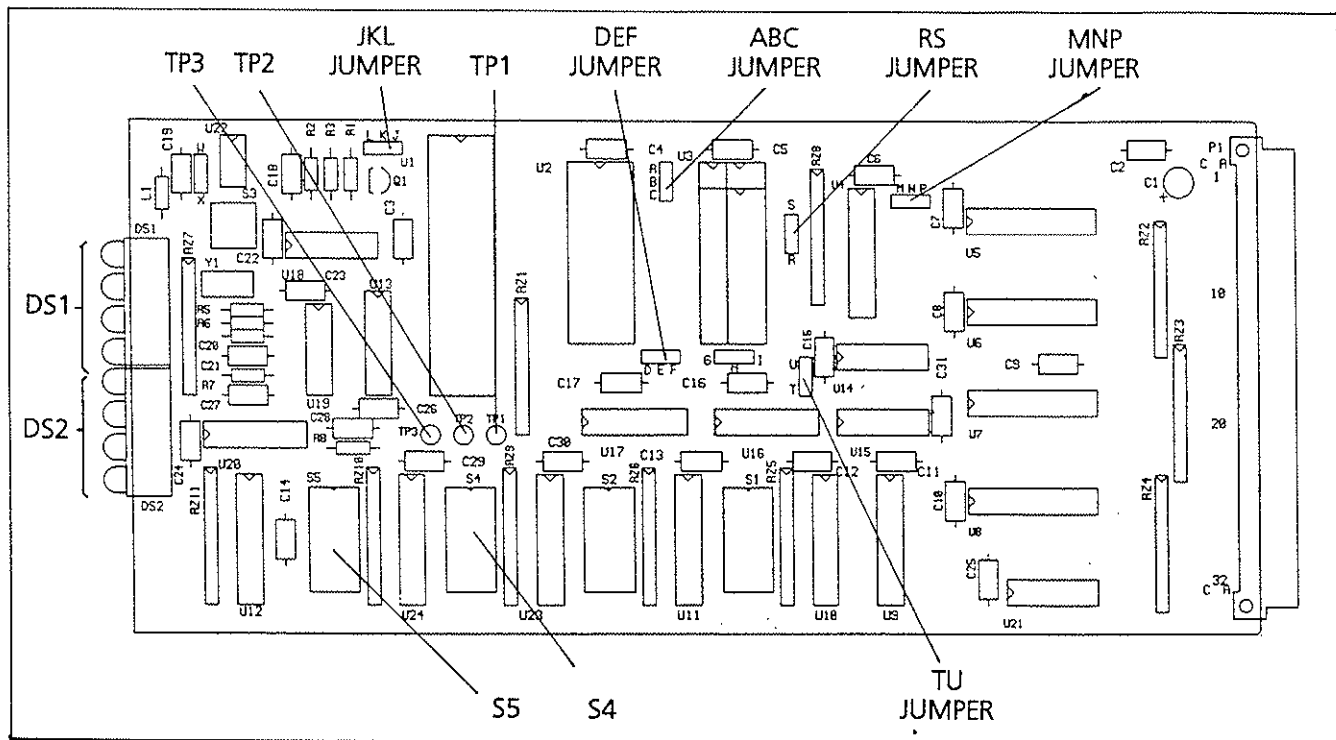 TP3
TP2
JKL
JUMPER
TP1
DEF
JUMPER
ABC
JUMPER
RS
JUMPER
MNP
JUMPER
C19
U22
R2
R3
R1
U1
C4
U3
C5
RZ8
C6
C2
P1
C A
1
C1
+
L1
W
X
C18
Q1
U2
A
B
C
U4
M N P
S
S3
C3
C7
DS1
RZ7
C22
R
U5
RZ2
Y1
U18
C23
U13
RZ1
10
DS1
R5
R6
C8
C20
G
I
H
C15
U6
RZ3
C21
D E F
U
T
U14
C31
C9
R7
C17
C16
C27
U19
C26
DS2
C28
TP3
TP2
TP1
U7
20
R8
C24
U20
RZ10
C29
RZ9
C30
U17
C13
RZ6
U16
RZ5
C12
U15
C11
RZ4
S5
S4
S2
S1
C10
DS2
RZ11
C14
U8
C25
32
C A
U12
U24
U23
U11
U18
U9
U21
S5
S4
TU
JUMPER